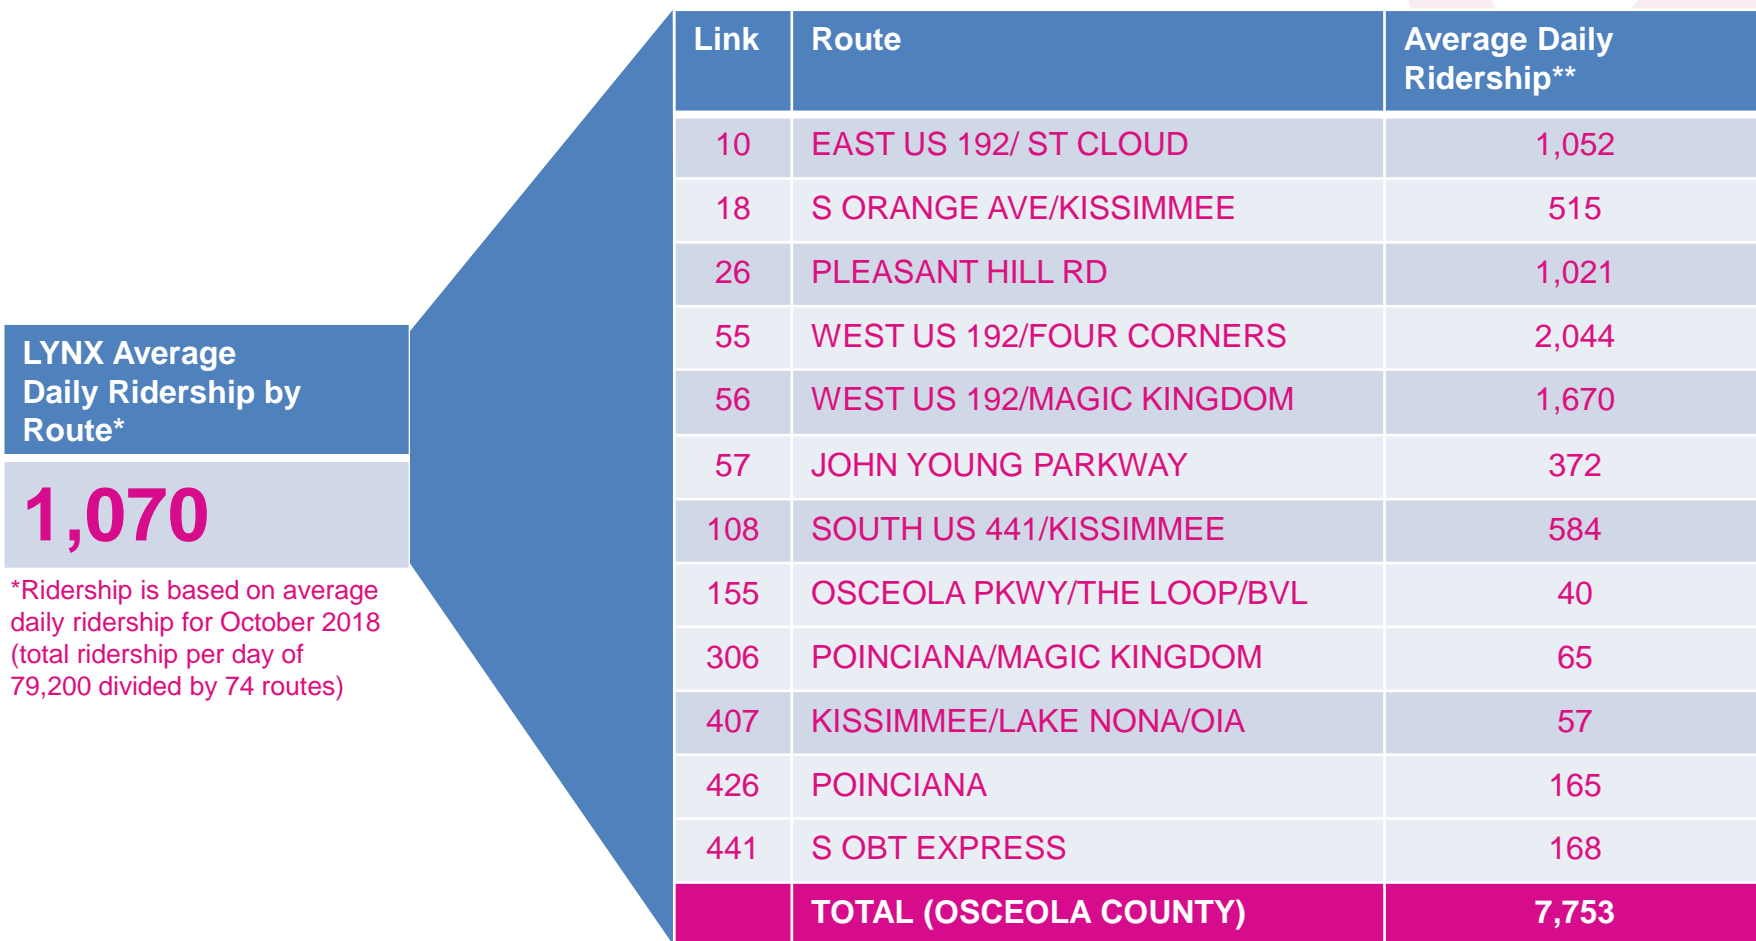 LYNX Average
Daily Ridership by
Route*
1,070
*Ridership is based on average
daily ridership for October 2018
(total ridership per day of
79,200 divided by 74 routes)
Link Route Average Daily
Ridership**
10 EAST US 192/ ST CLOUD 1,052
18 S ORANGE AVE/KISSIMMEE 515
26 PLEASANT HILL RD 1,021
55 WEST US 192/FOUR CORNERS 2,044
56 WEST US 192/MAGIC KINGDOM 1,670
57 JOHN YOUNG PARKWAY 372
108 SOUTH US 441/KISSIMMEE 584
155 OSCEOLA PKWY/THE LOOP/BVL 40
306 POINCIANA/MAGIC KINGDOM 65
407 KISSIMMEE/LAKE NONA/OIA 57
426 POINCIANA 165
441 S OBT EXPRESS 168
TOTAL (OSCEOLA COUNTY) 7,753